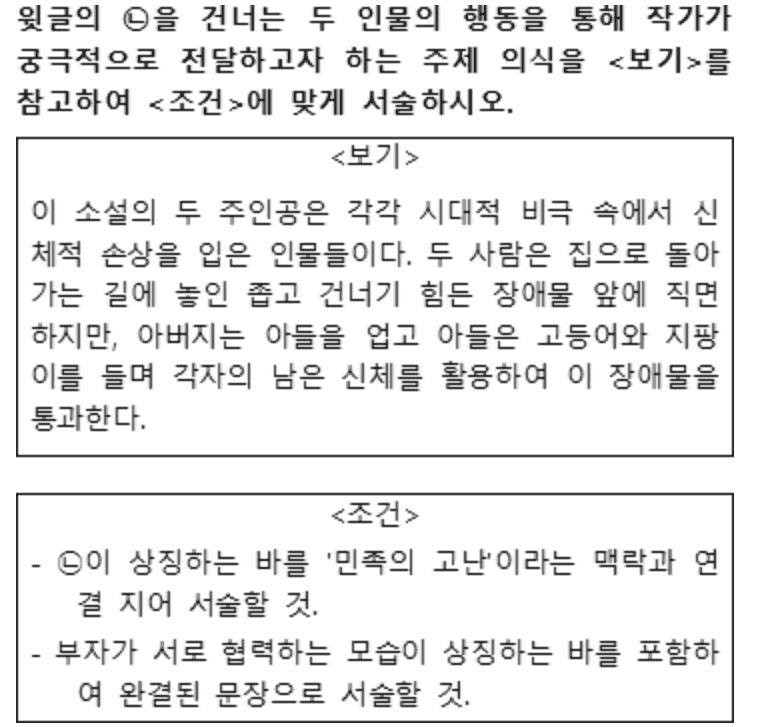 윗글의 ㉡을 건너는 두 인물의 행동을 통해 작가가
궁극적으로 전달하고자 하는 주제 의식을 <보기>를
참고하여 <조건>에 맞게 서술하시오.
<보기>
이 소설의 두 주인공은 각각 시대적 비극 속에서 신
체적 손상을 입은 인물들이다. 두 사람은 집으로 돌아
가는 길에 놓인 좁고 건너기 힘든 장애물 앞에 직면
하지만, 아버지는 아들을 업고 아들은 고등어와 지팡
이를 들며 각자의 남은 신체를 활용하여 이 장애물을
통과한다.
<조건>
- ㉡이 상징하는 바를 '민족의 고난'이라는 맥락과 연
결 지어 서술할 것.
- 부자가 서로 협력하는 모습이 상징하는 바를 포함하
여 완결된 문장으로 서술할 것.